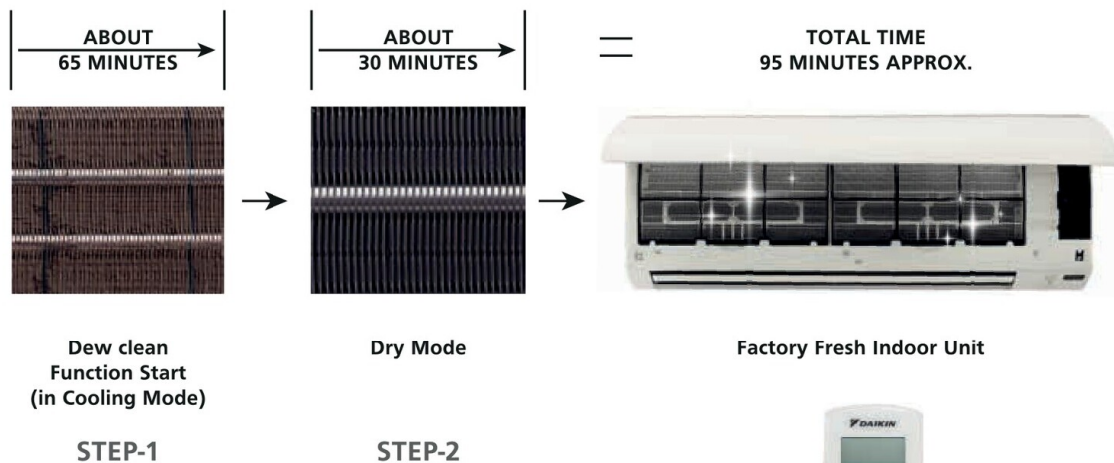 ABOUT
65 MINUTES
ABOUT
30 MINUTES
=
TOTAL TIME
95 MINUTES APPROX.
Dew clean
Function Start
(in Cooling Mode)
Dry Mode
Factory Fresh Indoor Unit
STEP-1
STEP-2
DAIKIN